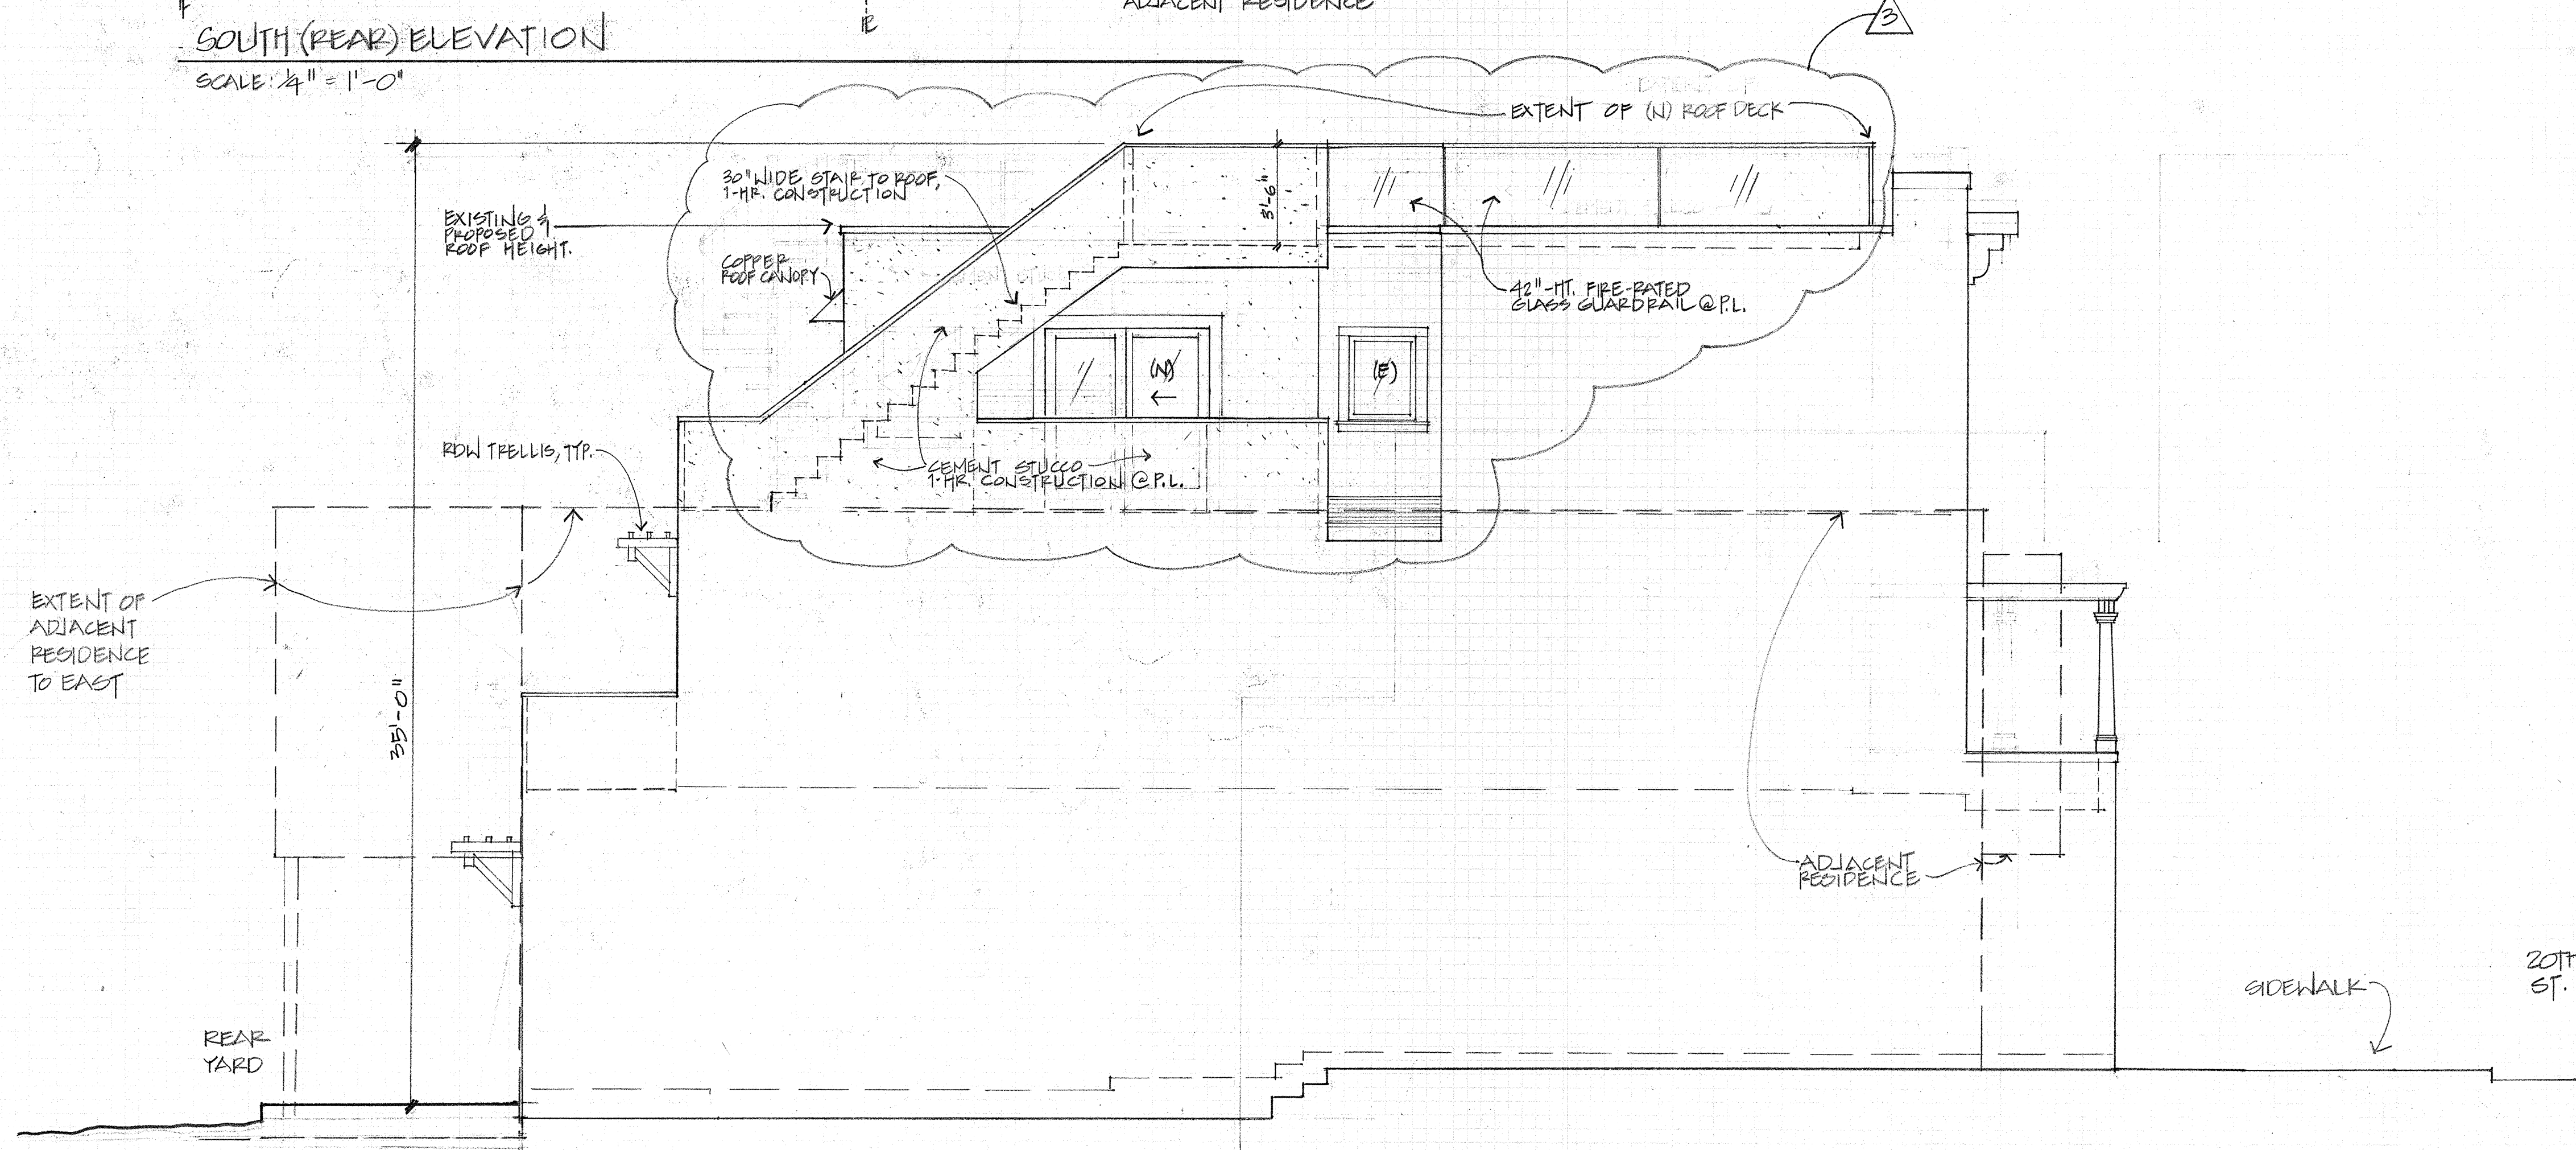 ADJACENT RESIDENCE
SOUTH (REAR) ELEVATION
SCALE: 1/4" = 1'-0"
3
EXTENT OF (N) ROOF DECK
30" WIDE STAIR TO ROOF,
1-HR. CONSTRUCTION
3'-6"
EXISTING &
PROPOSED
ROOF HEIGHT.
COPPER
ROOF CANOPY
42"-HT. FIRE-RATED
GLASS GUARDRAIL @ P.L.
(N)
(E)
RDW TRELLIS, TYP.
CEMENT STUCCO
1-HR. CONSTRUCTION @ P.L.
EXTENT OF
ADJACENT
RESIDENCE
TO EAST
35'-0"
ADJACENT
RESIDENCE
SIDEWALK
20TH
ST.
REAR
YARD